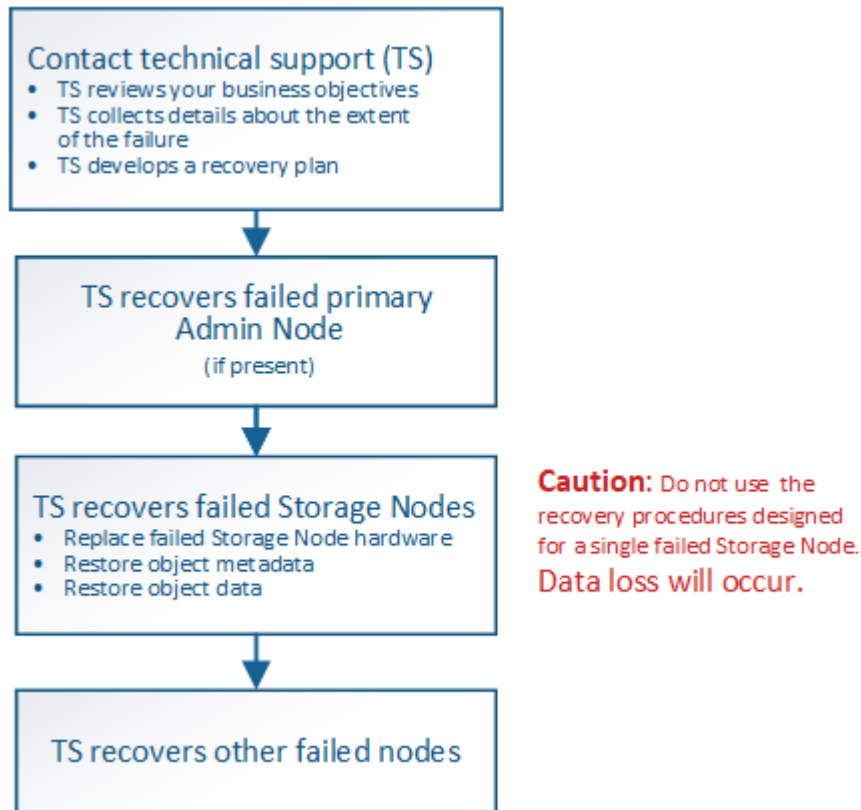 Contact technical support (TS)
• TS reviews your business objectives
• TS collects details about the extent
of the failure
• TS develops a recovery plan
TS recovers failed primary
Admin Node
(if present)
TS recovers failed Storage Nodes
• Replace failed Storage Node hardware
• Restore object metadata
• Restore object data
Caution: Do not use the
recovery procedures designed
for a single failed Storage Node.
Data loss will occur.
TS recovers other failed nodes